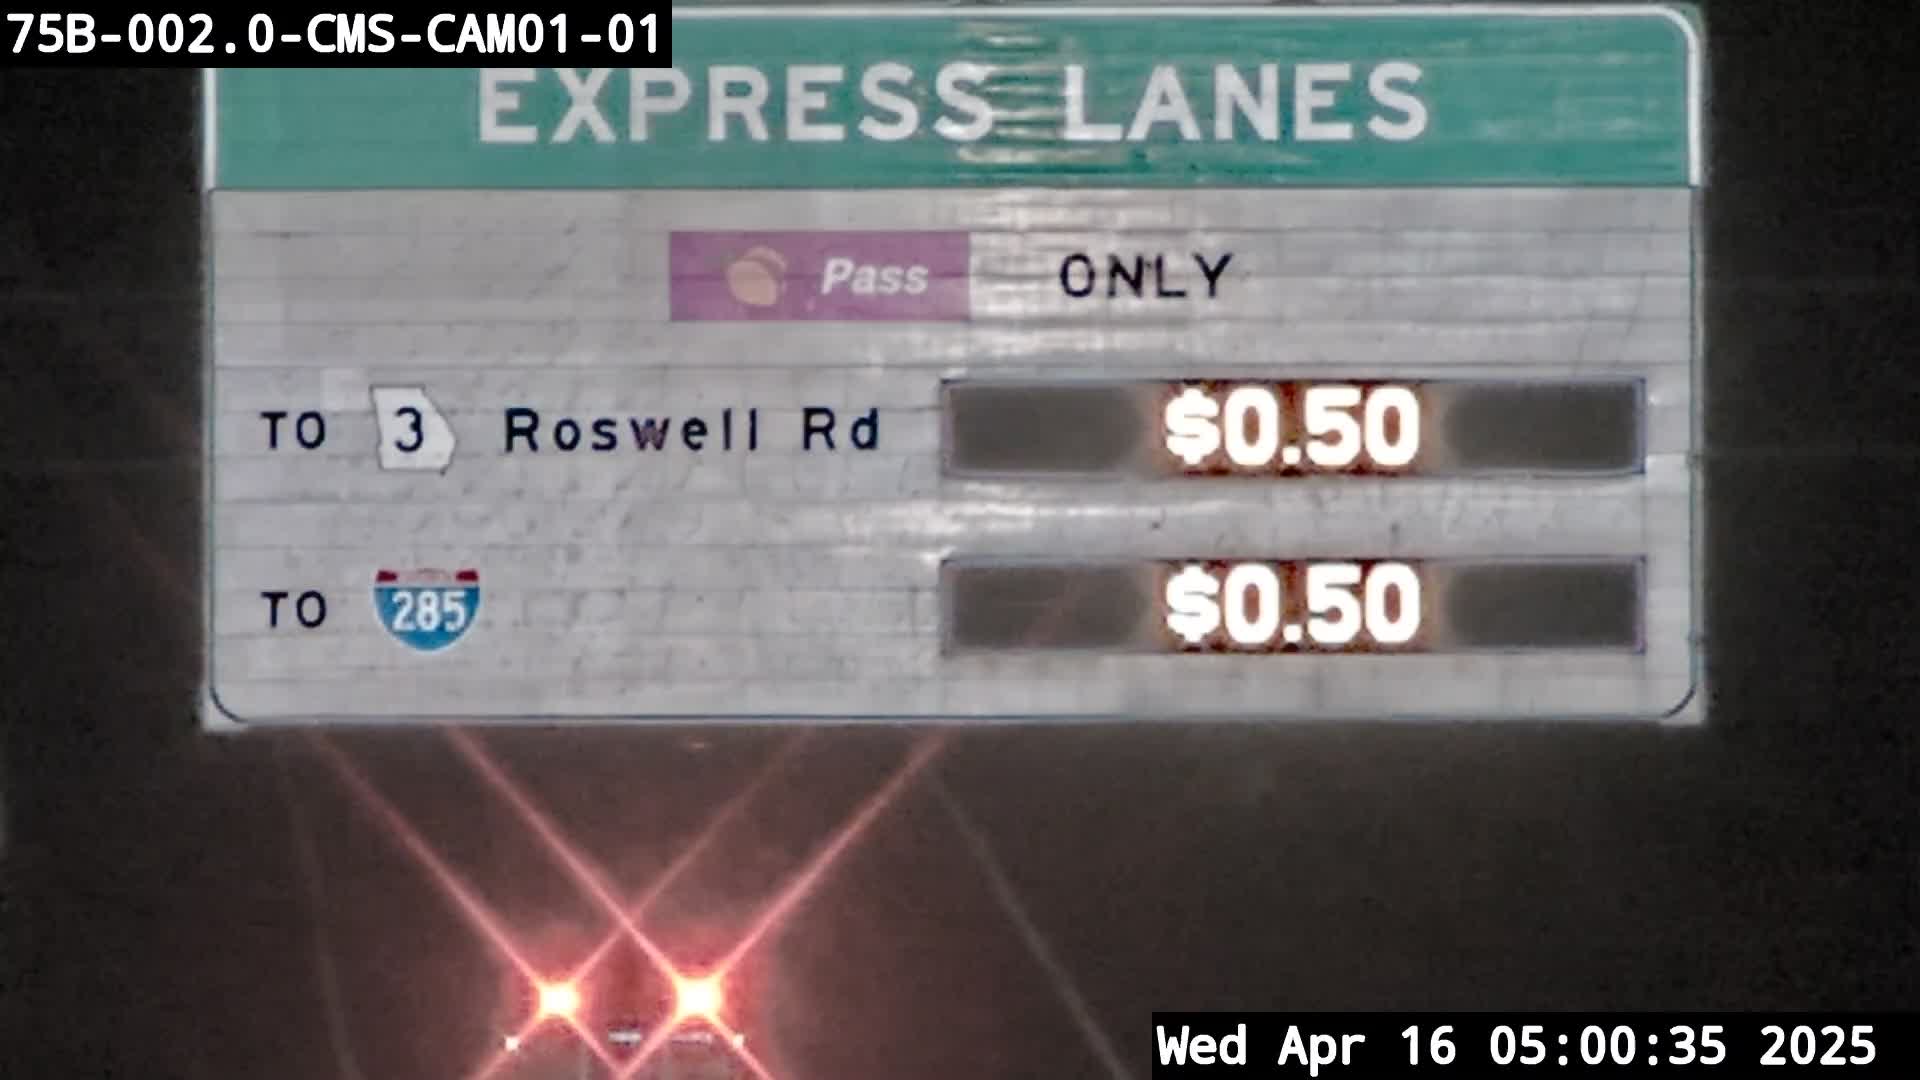 75B-002.0-CMS-CAM01-01
EXPRESS LANES
Pass ONLY
TO 3 Roswell Rd $0.50
TO 285 $0.50
Wed Apr 16 05:00:35 2025